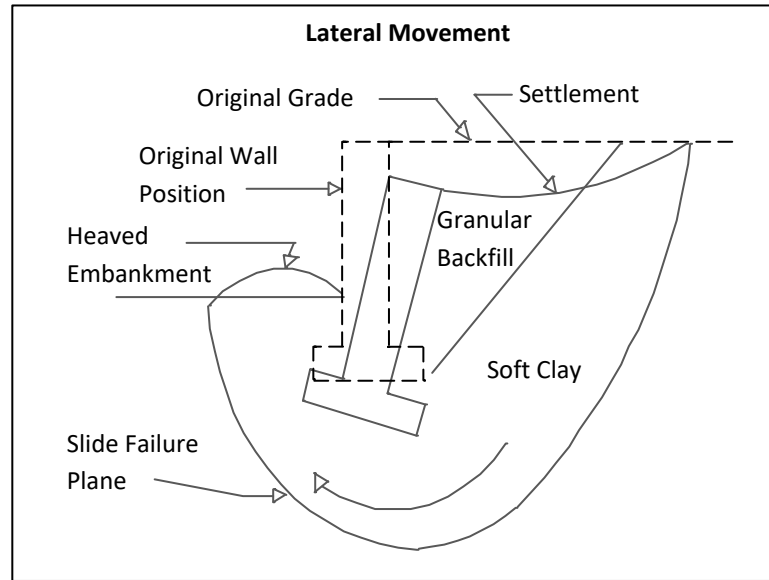 Lateral Movement
Original Grade
Settlement
Original Wall
Position
Granular
Backfill
Heaved
Embankment
Soft Clay
Slide Failure
Plane